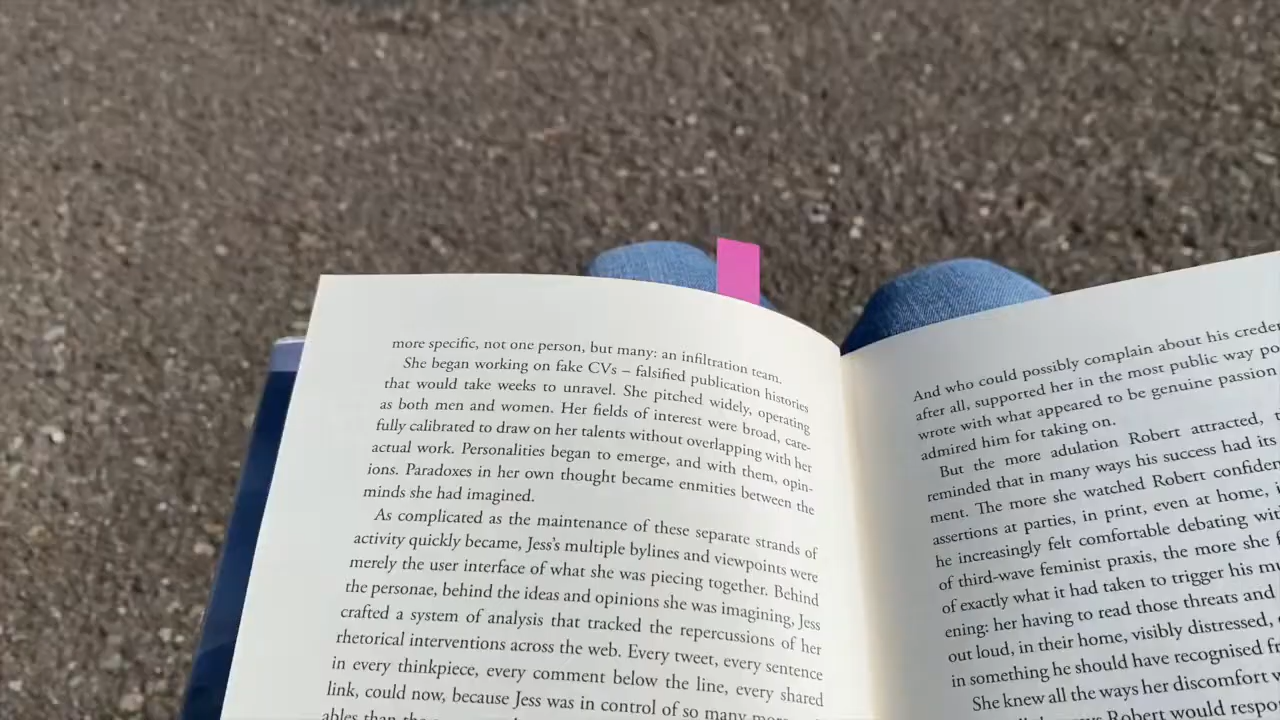 more specific, not one person, but many: an infiltration team.
She began working on fake CVs – falsified publication histories
that would take weeks to unravel. She pitched widely, operating
as both men and women. Her fields of interest were broad, care-
fully calibrated to draw on her talents without overlapping with her
actual work. Personalities began to emerge, and with them, opin-
ions. Paradoxes in her own thought became enmities between the
minds she had imagined.
As complicated as the maintenance of these separate strands of
activity quickly became, Jess’s multiple bylines and viewpoints were
merely the user interface of what she was piecing together. Behind
the personae, behind the ideas and opinions she was imagining, Jess
crafted a system of analysis that tracked the repercussions of her
rhetorical interventions across the web. Every tweet, every sentence
in every thinkpiece, every comment below the line, every shared
link, could now, because Jess was in control of so many more
ables than the
And who could possibly complain about his
after all, supported her in the most public way
wrote with what appeared to be genuine passion
admired him for taking on.
But the more adulation Robert attracted,
reminded that in many ways his success had its
ment. The more she watched Robert
assertions at parties, in print, even at home,
he increasingly felt comfortable debating
of third-wave feminist praxis, the more she
of exactly what it had taken to trigger his
ening: her having to read those threats and
out loud, in their home, visibly distressed,
in something he should have recognised
She knew all the ways her discomfort
Robert would